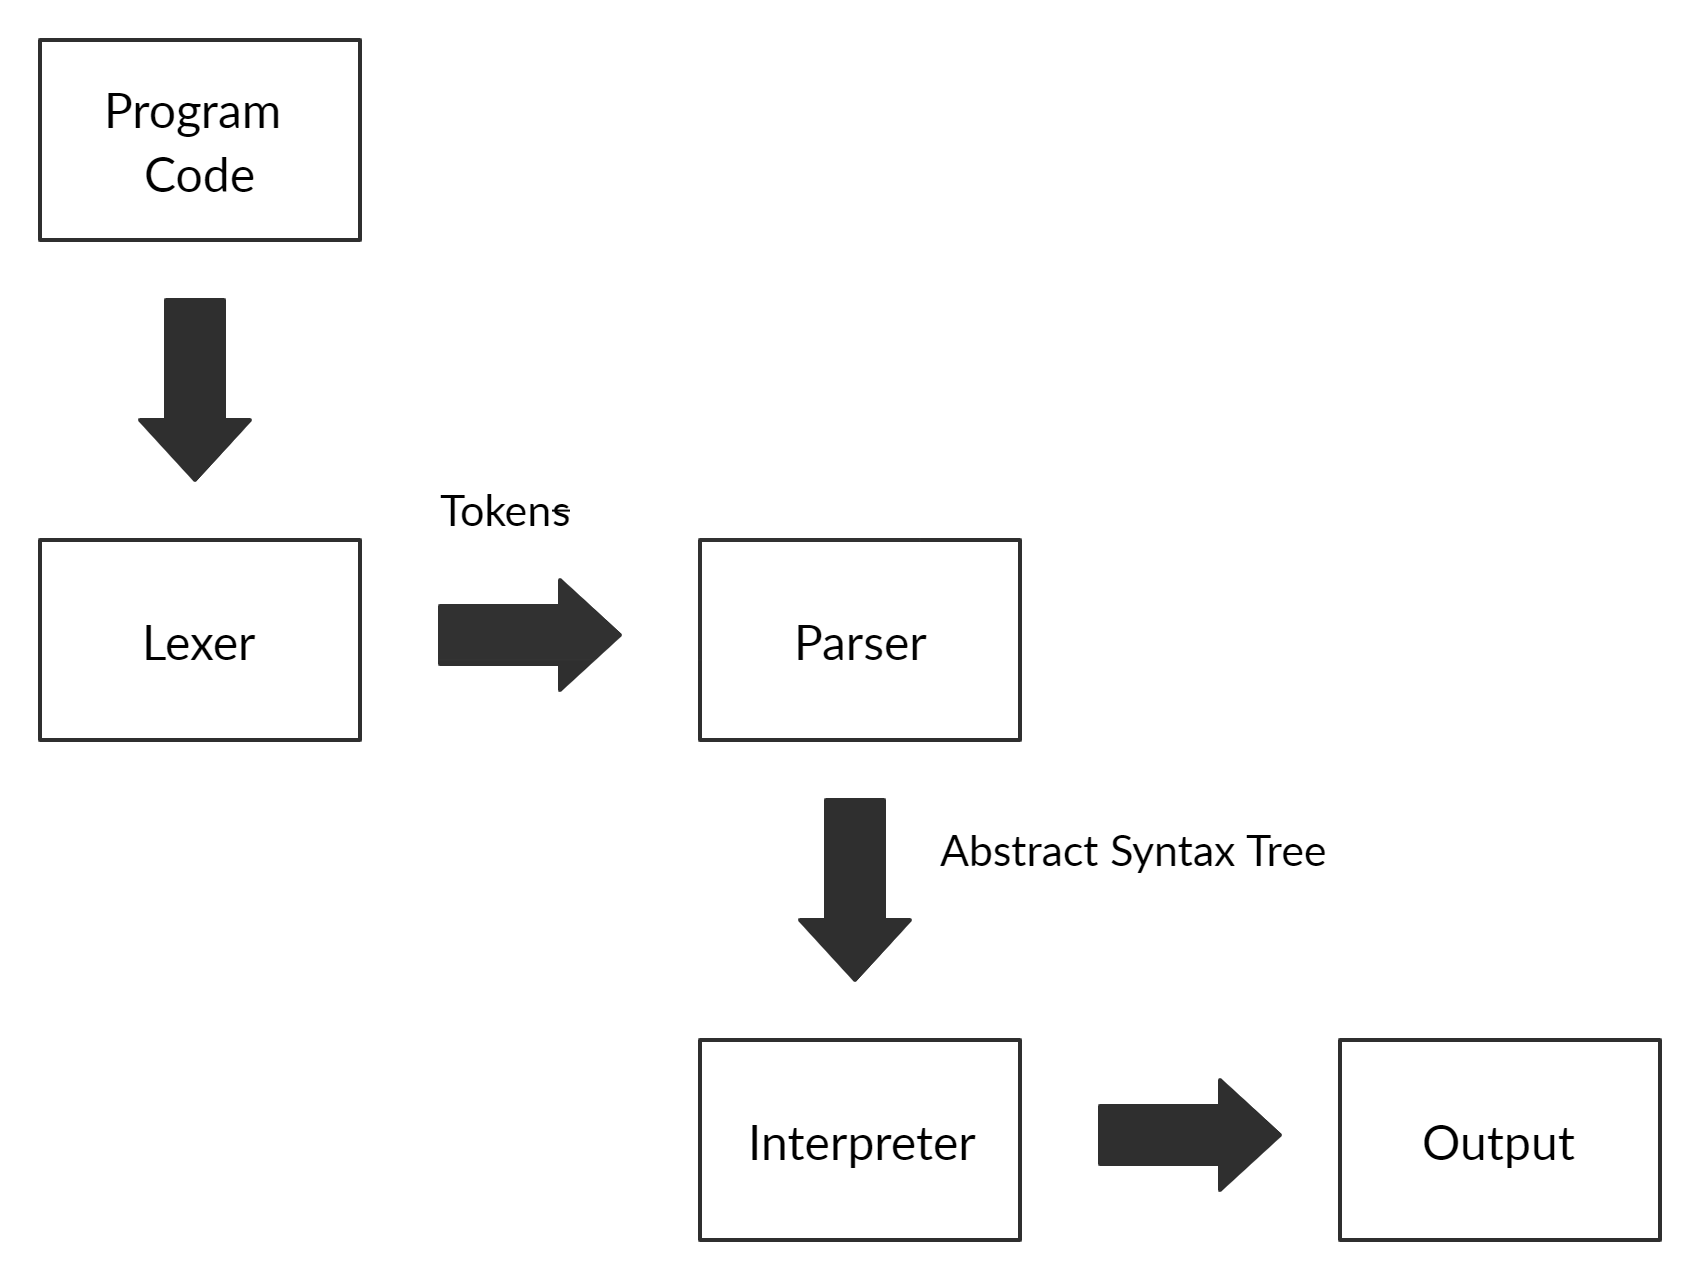 Program
Code
Tokens
Lexer
Parser
Abstract Syntax Tree
Interpreter
Output